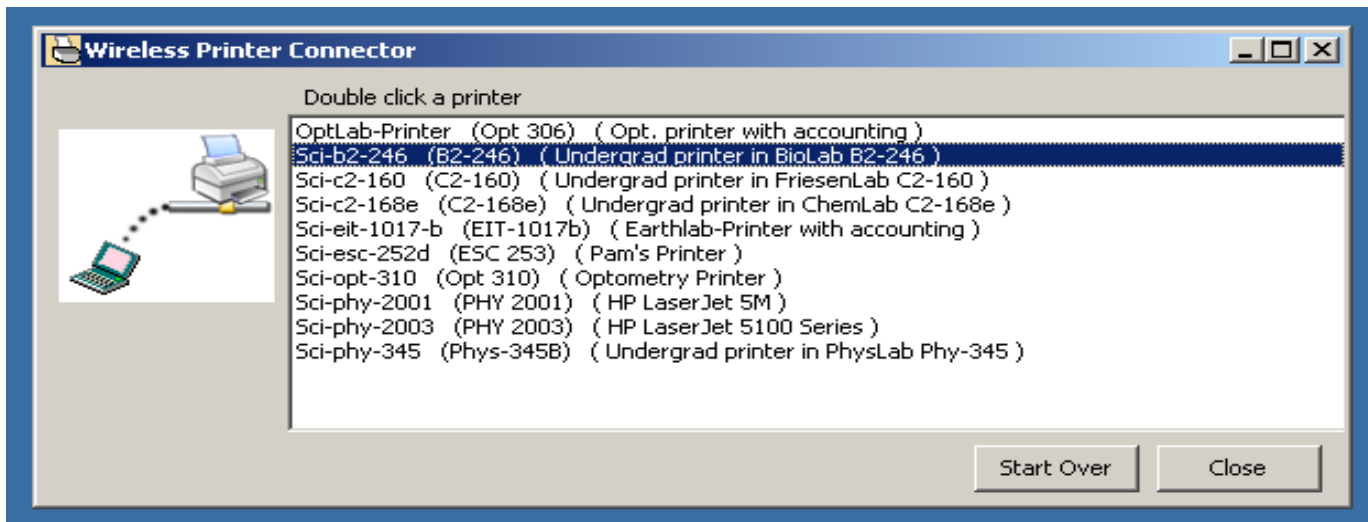 Wireless Printer Connector
Double click a printer
OptLab-Printer (Opt 306) ( Opt. printer with accounting )
Sci-b2-246 (B2-246) ( Undergrad printer in BioLab B2-246 )
Sci-c2-160 (C2-160) ( Undergrad printer in FriesenLab C2-160 )
Sci-c2-168e (C2-168e) ( Undergrad printer in ChemLab C2-168e )
Sci-eit-1017-b (EIT-1017b) ( Earthlab-Printer with accounting )
Sci-esc-252d (ESC 253) ( Pam's Printer )
Sci-opt-310 (Opt 310) ( Optometry Printer )
Sci-phy-2001 (PHY 2001) ( HP LaserJet 5M )
Sci-phy-2003 (PHY 2003) ( HP LaserJet 5100 Series )
Sci-phy-345 (Phys-345B) ( Undergrad printer in PhysLab Phy-345 )
Start Over Close